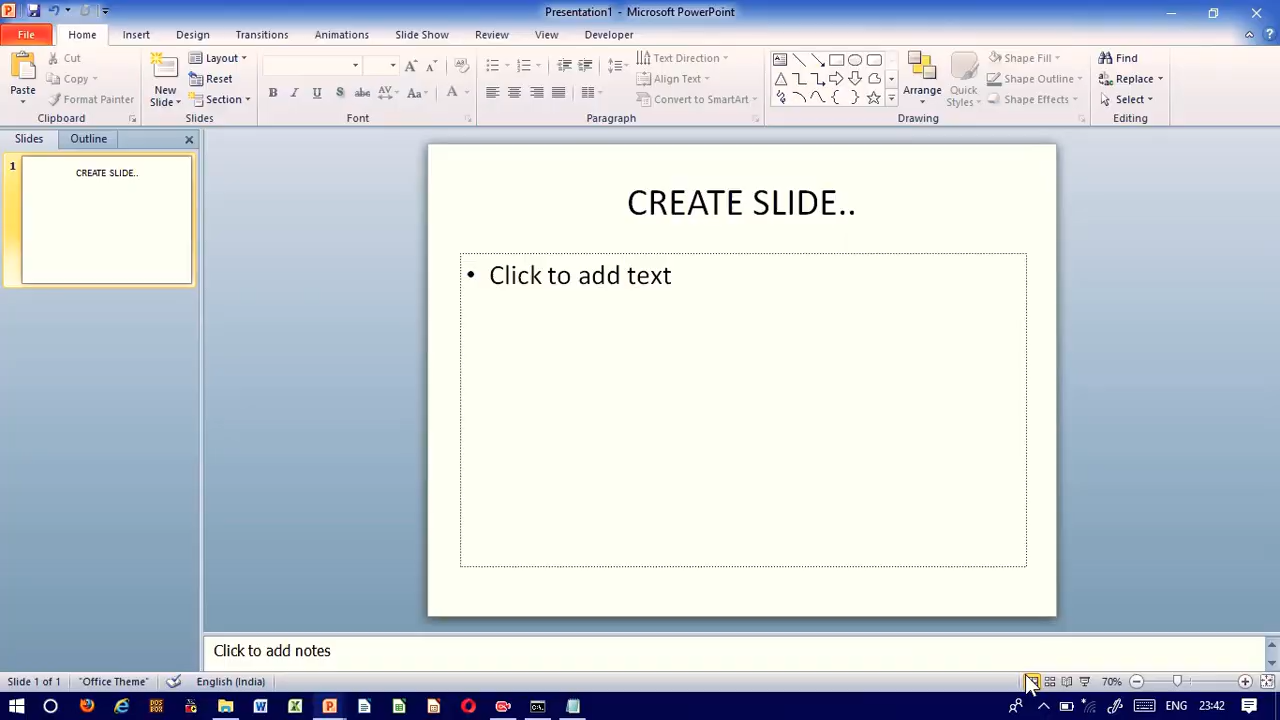 Presentation1 - Microsoft PowerPoint
File Home Insert Design Transitions Animations Slide Show Review View Developer
Cut
Copy
Format Painter
Paste
Clipboard
New
Slide
Layout
Reset
Section
Slides
B I U S abc AV Aa A
Font
Text Direction
Align Text
Convert to SmartArt
Paragraph
Arrange
Quick
Styles
Shape Fill
Shape Outline
Shape Effects
Drawing
Find
Replace
Select
Editing
Slides Outline
1
CREATE SLIDE..
CREATE SLIDE..
• Click to add text
Click to add notes
Slide 1 of 1 "Office Theme" English (India) 70%
ENG 23:42